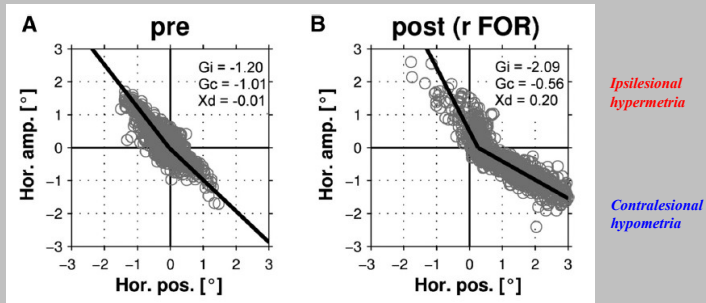 A
pre
3
2
1
0
−1
−2
−3
Hor. amp. [°]
−3 −2 −1 0 1 2 3
Hor. pos. [°]
Gi = -1.20
Gc = -1.01
Xd = -0.01
B
post (r FOR)
3
2
1
0
−1
−2
−3
Hor. amp. [°]
−3 −2 −1 0 1 2 3
Hor. pos. [°]
Gi = -2.09
Gc = -0.56
Xd = 0.20
Ipsilesional
hypermetria
Contralesional
hypometria